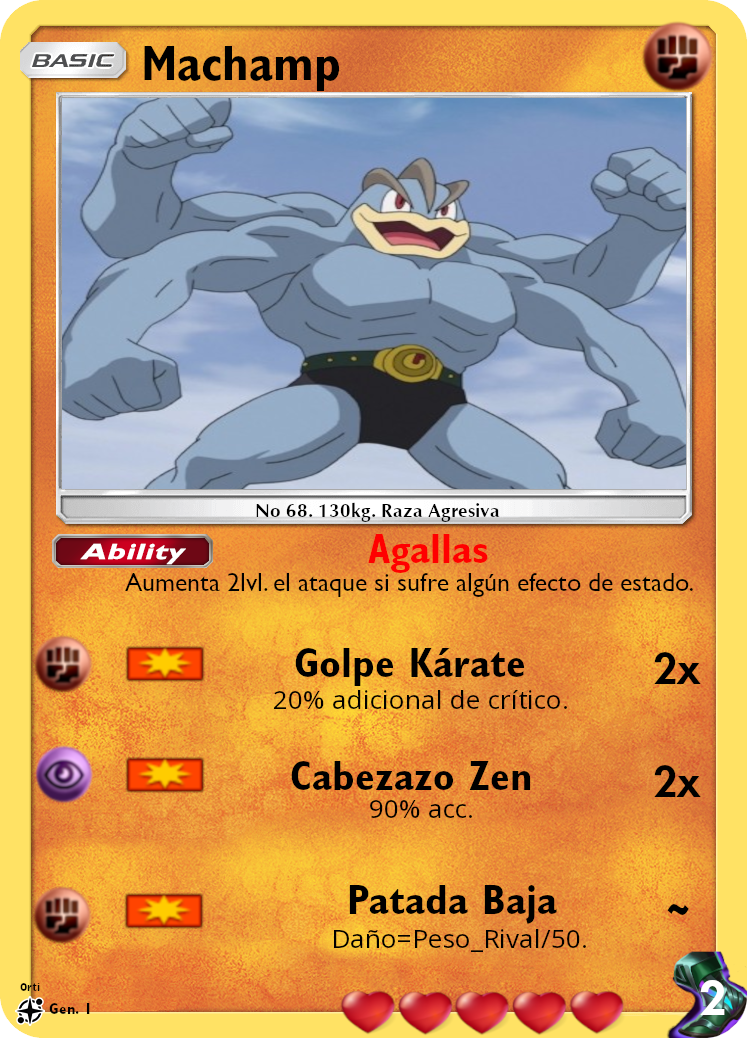 BASIC Machamp
No 68. 130kg. Raza Agresiva
Ability Agallas
Aumenta 2lvl. el ataque si sufre algún efecto de estado.
Golpe Kárate 2x
20% adicional de crítico.
Cabezazo Zen 2x
90% acc.
Patada Baja ~
Daño=Peso_Rival/50.
Orti
Gen. 1
2